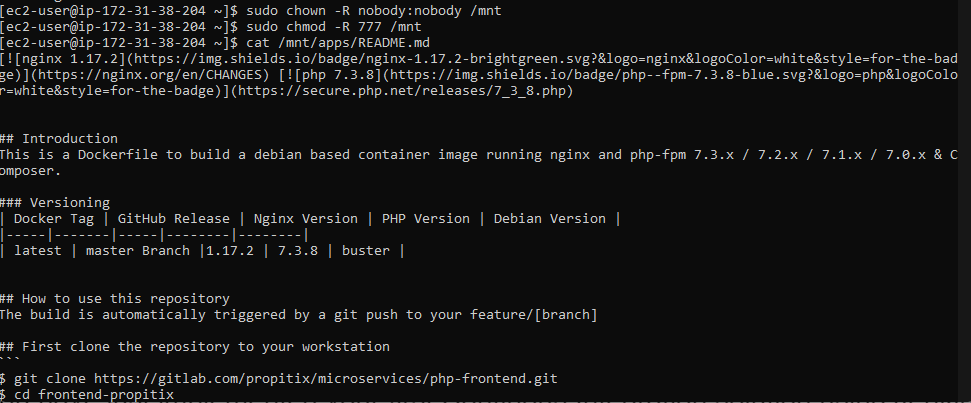 [ec2-user@ip-172-31-38-204 ~]$ sudo chown -R nobody:nobody /mnt
[ec2-user@ip-172-31-38-204 ~]$ sudo chmod -R 777 /mnt
[ec2-user@ip-172-31-38-204 ~]$ cat /mnt/apps/README.md
[![nginx 1.17.2](https://img.shields.io/badge/nginx-1.17.2-brightgreen.svg?&logo=nginx&logoColor=white&style=for-the-bad
ge)](https://nginx.org/en/CHANGES) [![php 7.3.8](https://img.shields.io/badge/php--fpm-7.3.8-blue.svg?&logo=php&logoColo
r=white&style=for-the-badge)](https://secure.php.net/releases/7_3_8.php)
## Introduction
This is a Dockerfile to build a debian based container image running nginx and php-fpm 7.3.x / 7.2.x / 7.1.x / 7.0.x & C
omposer.
### Versioning
| Docker Tag | GitHub Release | Nginx Version | PHP Version | Debian Version |
|-----|-------|-----|--------|--------|
| latest | master Branch |1.17.2 | 7.3.8 | buster |
## How to use this repository
The build is automatically triggered by a git push to your feature/[branch]
## First clone the repository to your workstation
```
$ git clone https://gitlab.com/propitix/microservices/php-frontend.git
$ cd frontend-propitix